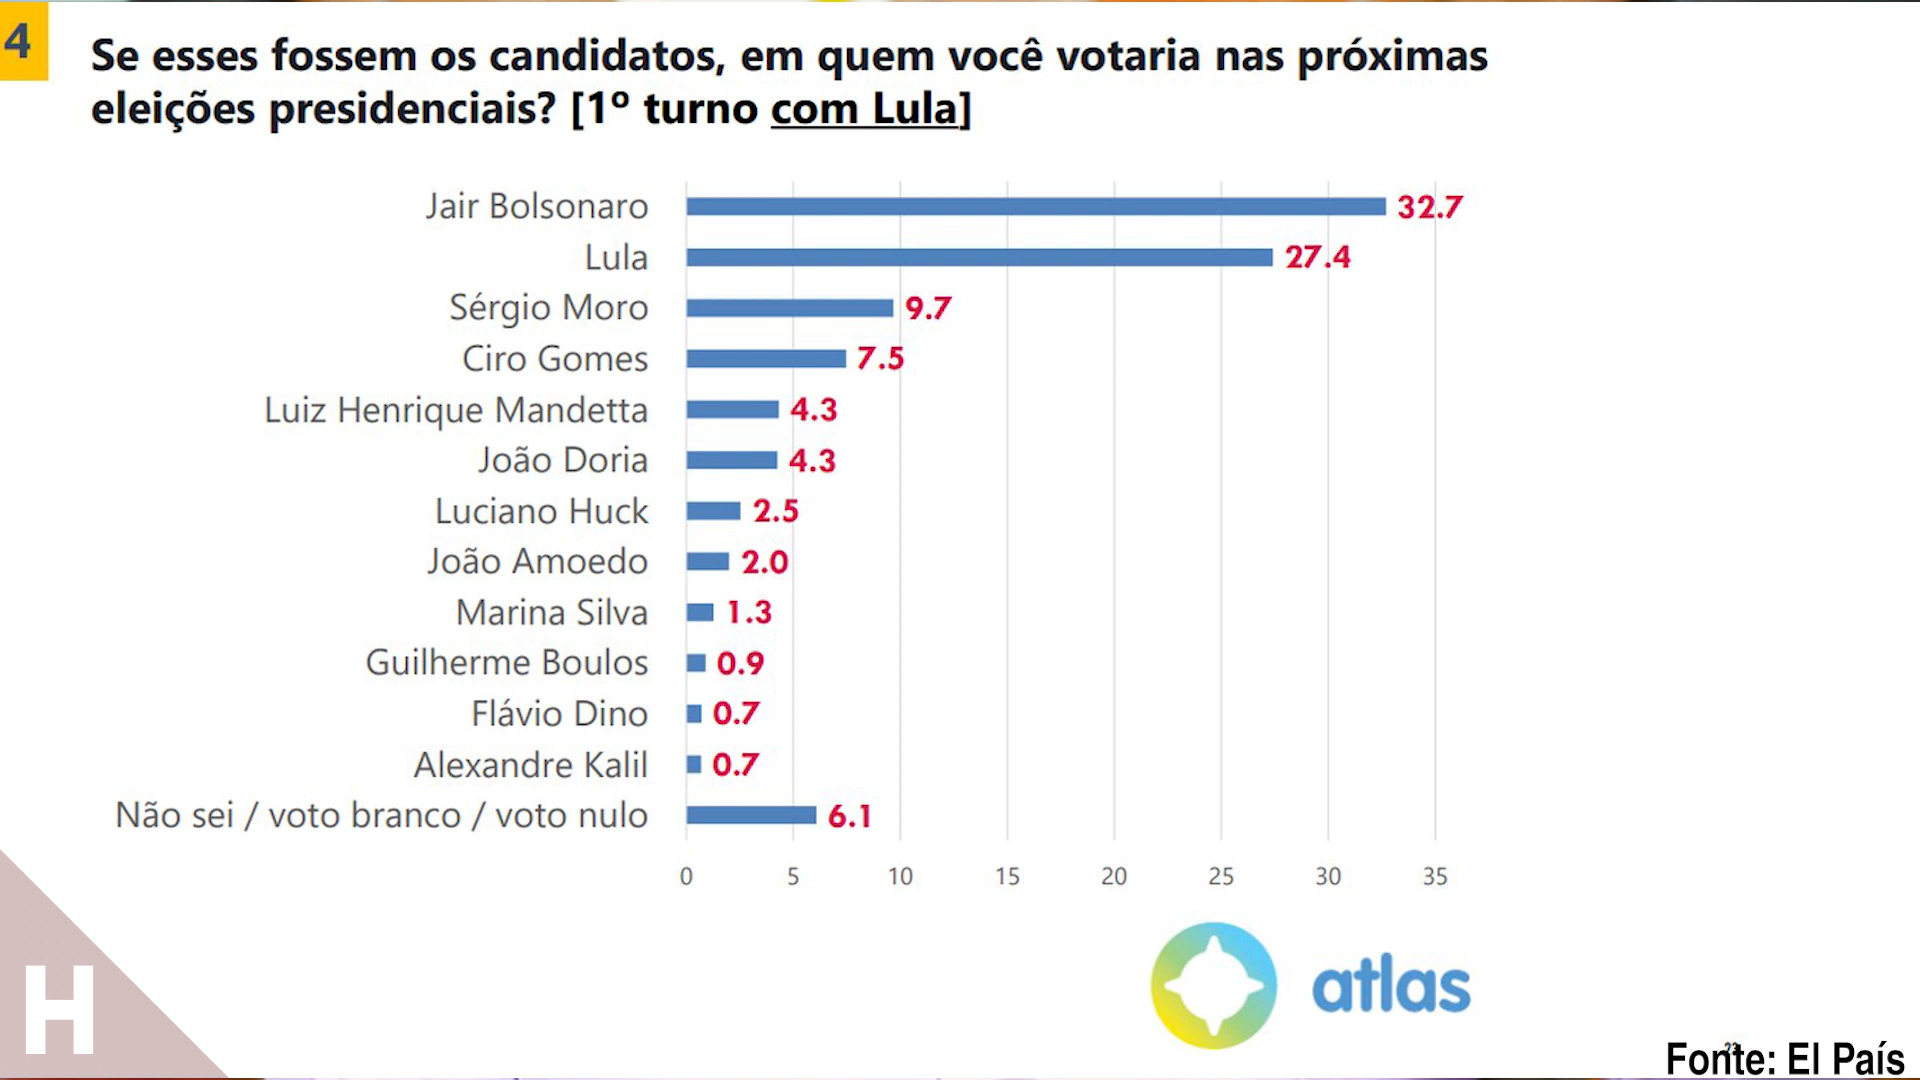 4
Se esses fossem os candidatos, em quem você votaria nas próximas
eleições presidenciais? [1º turno com Lula]
Jair Bolsonaro 32.7
Lula 27.4
Sérgio Moro 9.7
Ciro Gomes 7.5
Luiz Henrique Mandetta 4.3
João Doria 4.3
Luciano Huck 2.5
João Amoedo 2.0
Marina Silva 1.3
Guilherme Boulos 0.9
Flávio Dino 0.7
Alexandre Kalil 0.7
Não sei / voto branco / voto nulo 6.1
0 5 10 15 20 25 30 35
atlas
H
Fonte: El País